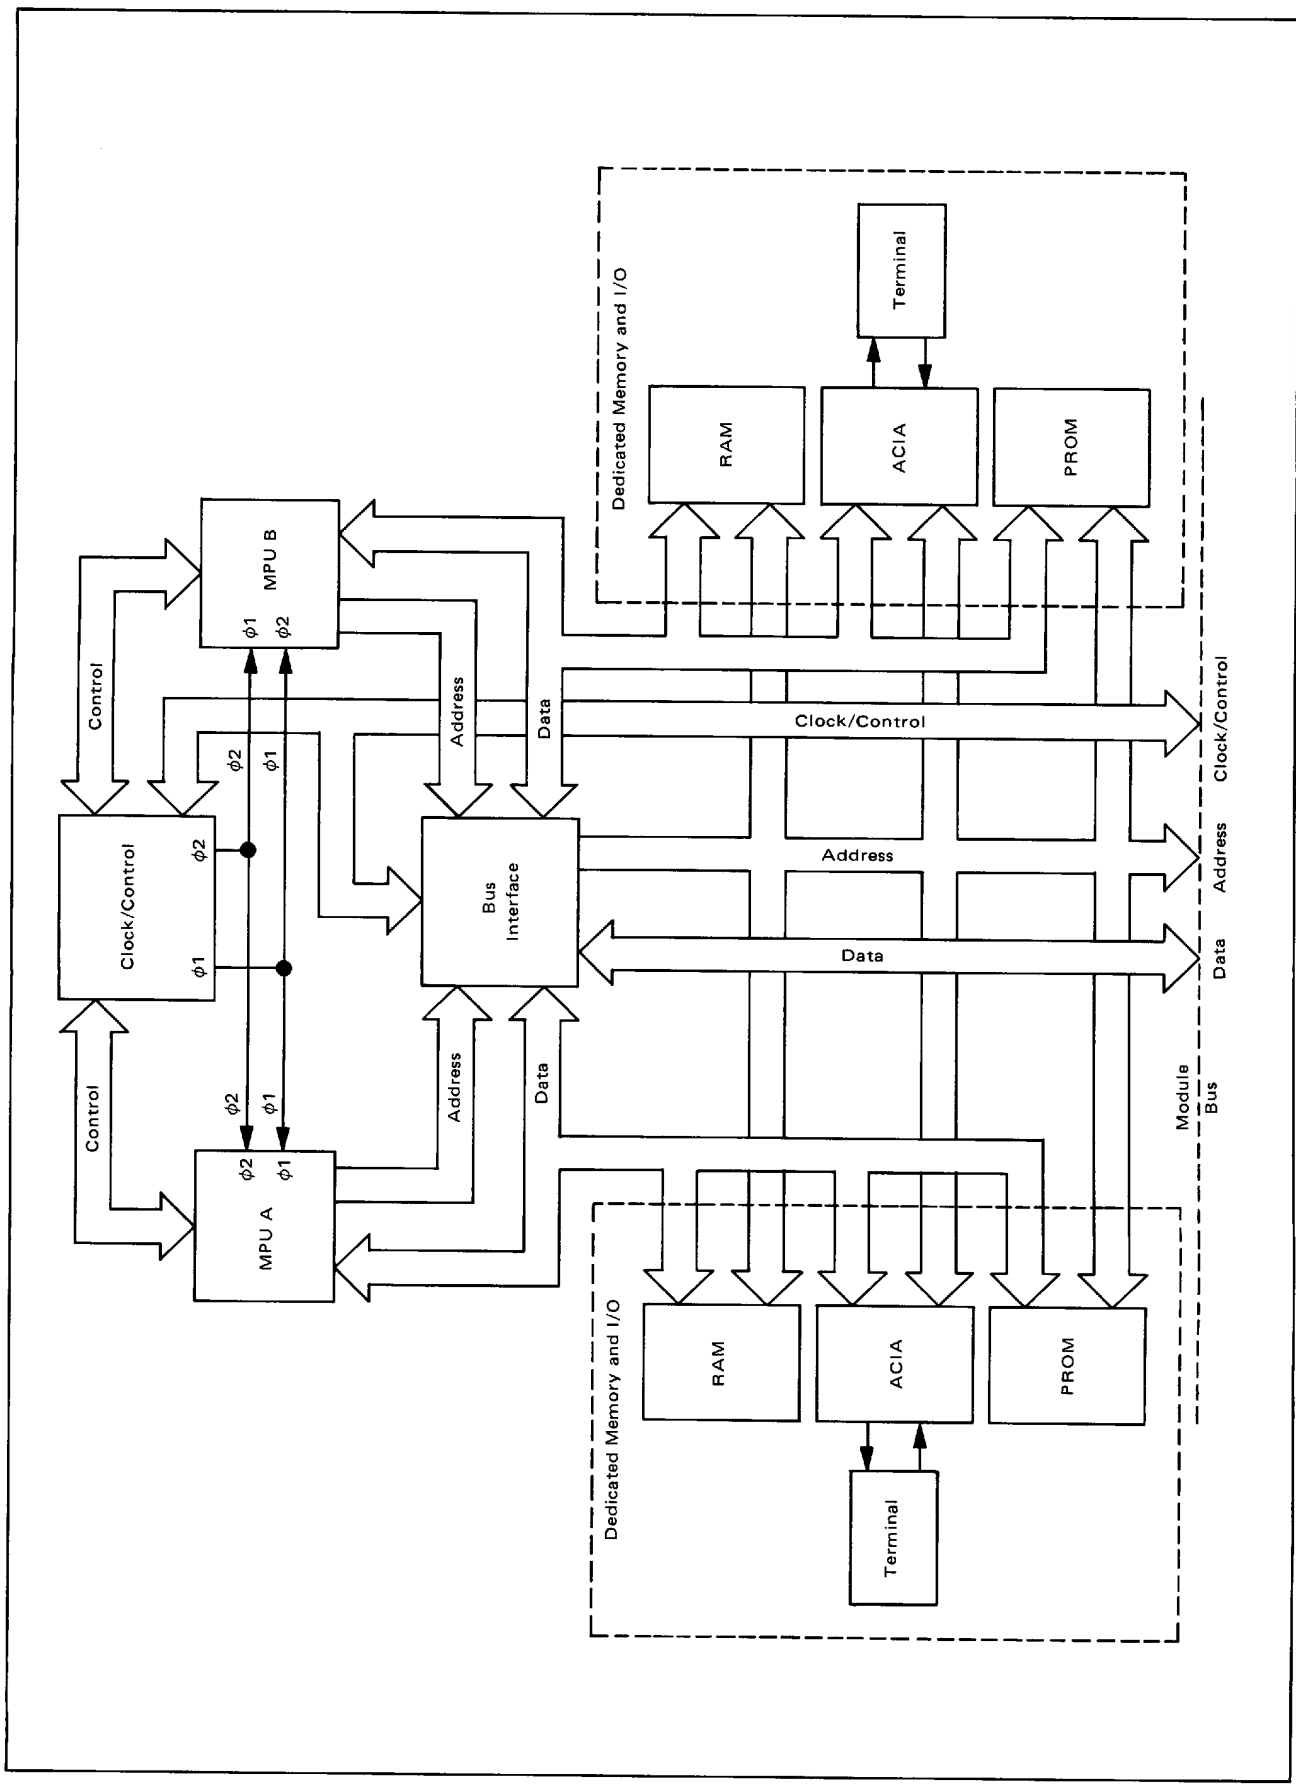 Control
Clock/Control
Control
ϕ1
ϕ2
ϕ2
ϕ2
ϕ1
ϕ1
MPU A
ϕ2
ϕ1
MPU B
ϕ1
ϕ2
Address
Address
Bus
Interface
Data
Data
Dedicated Memory and I/O
Dedicated Memory and I/O
RAM
RAM
Clock/Control
Address
Data
Terminal
ACIA
ACIA
Terminal
PROM
PROM
Module
Bus
Data
Address
Clock/Control